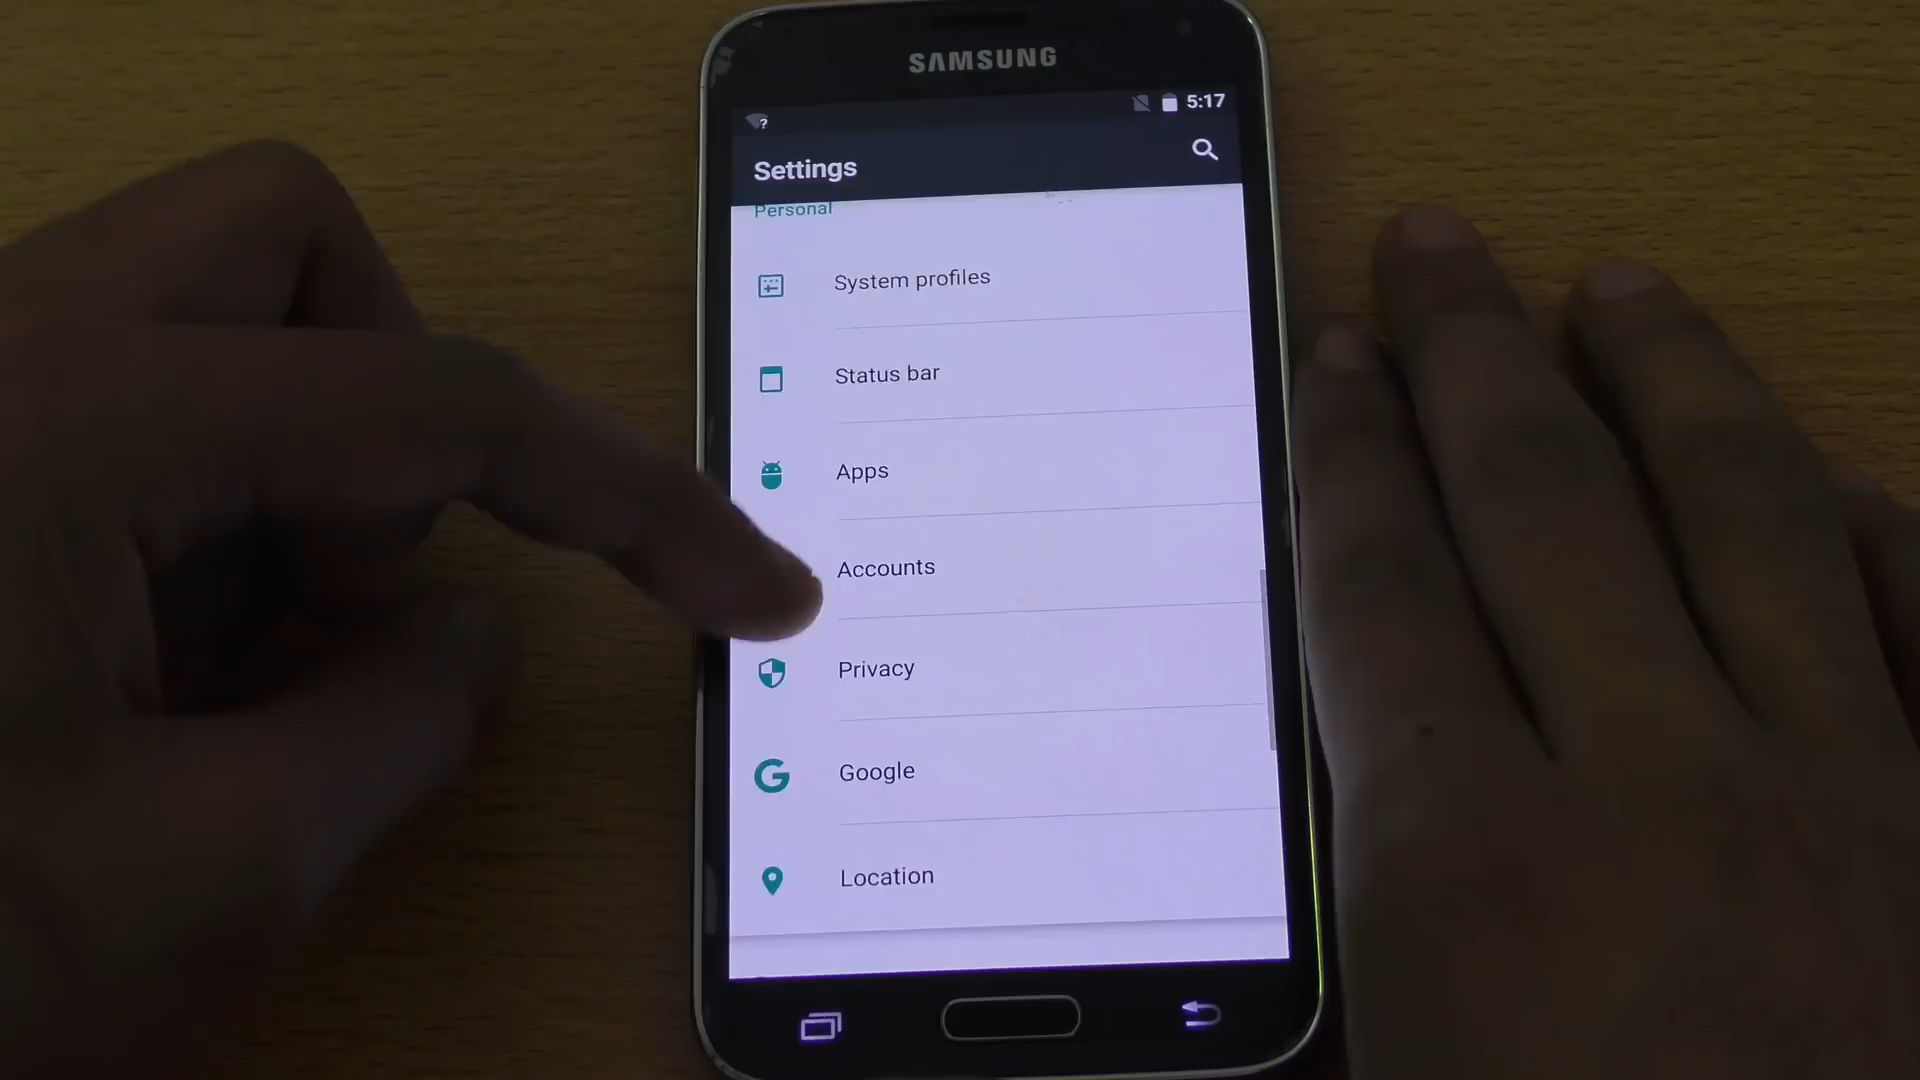 SAMSUNG
? 5:17
Settings
Personal
System profiles
Status bar
Apps
Accounts
Privacy
Google
Location